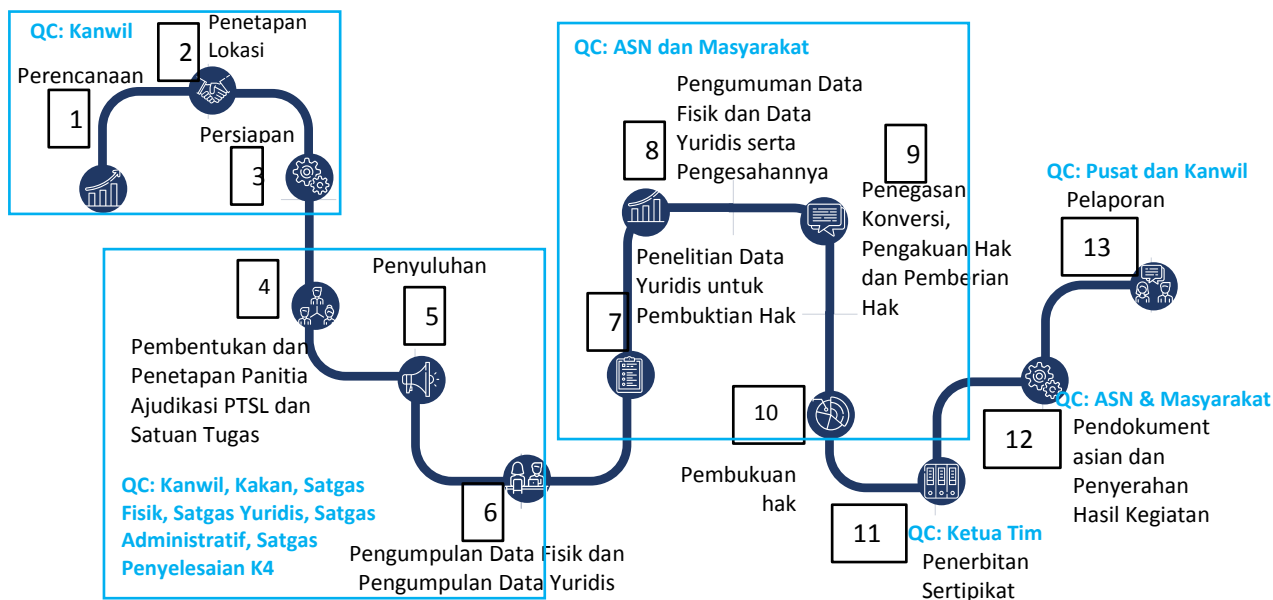 QC: Kanwil
Perencanaan
1
2
Penetapan
Lokasi
Persiapan
3
4
Pembentukan dan
Penetapan Panitia
Ajudikasi PTSL dan
Satuan Tugas
Penyuluhan
5
QC: Kanwil, Kakan, Satgas
Fisik, Satgas Yuridis, Satgas
Administratif, Satgas
Penyelesaian K4
6
Pengumpulan Data Fisik dan
Pengumpulan Data Yuridis
QC: ASN dan Masyarakat
7
Penelitian Data
Yuridis untuk
Pembuktian Hak
8
Pengumuman Data
Fisik dan Data
Yuridis serta
Pengesahannya
9
Penegasan
Konversi,
Pengakuan Hak
dan Pemberian
Hak
10
Pembukuan
hak
11
QC: Ketua Tim
Penerbitan
Sertipikat
QC: ASN & Masyarakat
12
Pendokument
asian dan
Penyerahan
Hasil Kegiatan
QC: Pusat dan Kanwil
Pelaporan
13